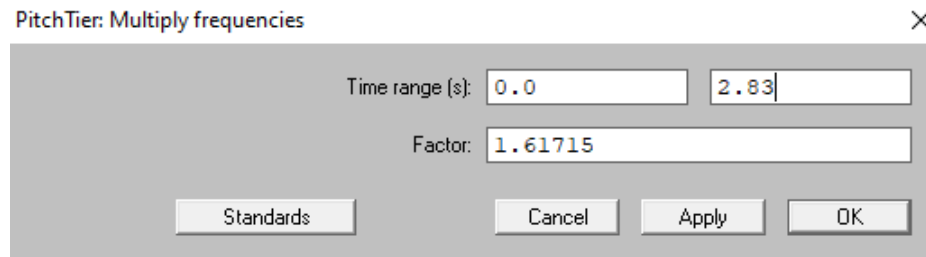 PitchTier: Multiply frequencies
Time range (s): 0.0 2.83
Factor: 1.61715
Standards Cancel Apply OK